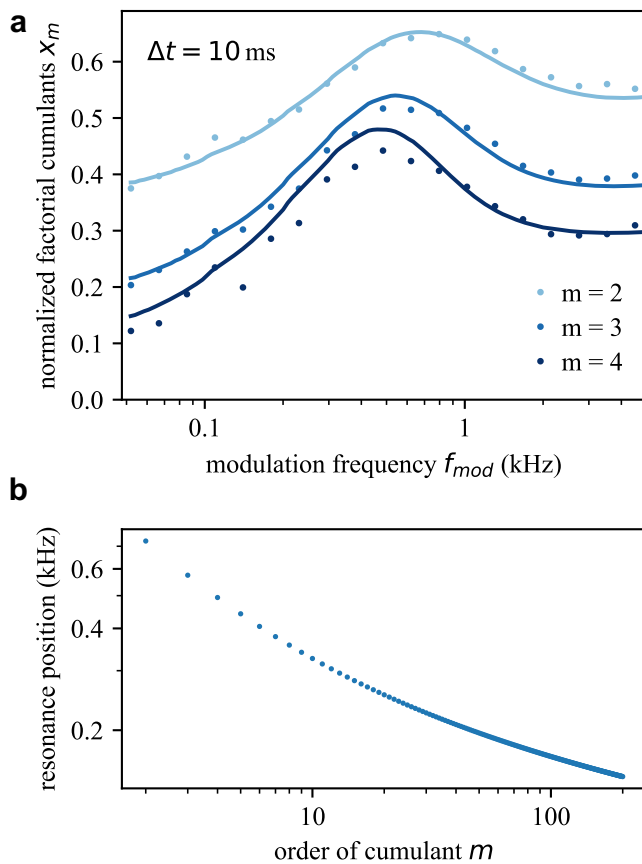 a
normalized factorial cumulants x_m
Δt = 10 ms
0.6
0.5
0.4
0.3
0.2
0.1
0.0
m = 2
m = 3
m = 4
0.1
1
modulation frequency f_mod (kHz)
b
resonance position (kHz)
0.6
0.4
0.2
10
100
order of cumulant m